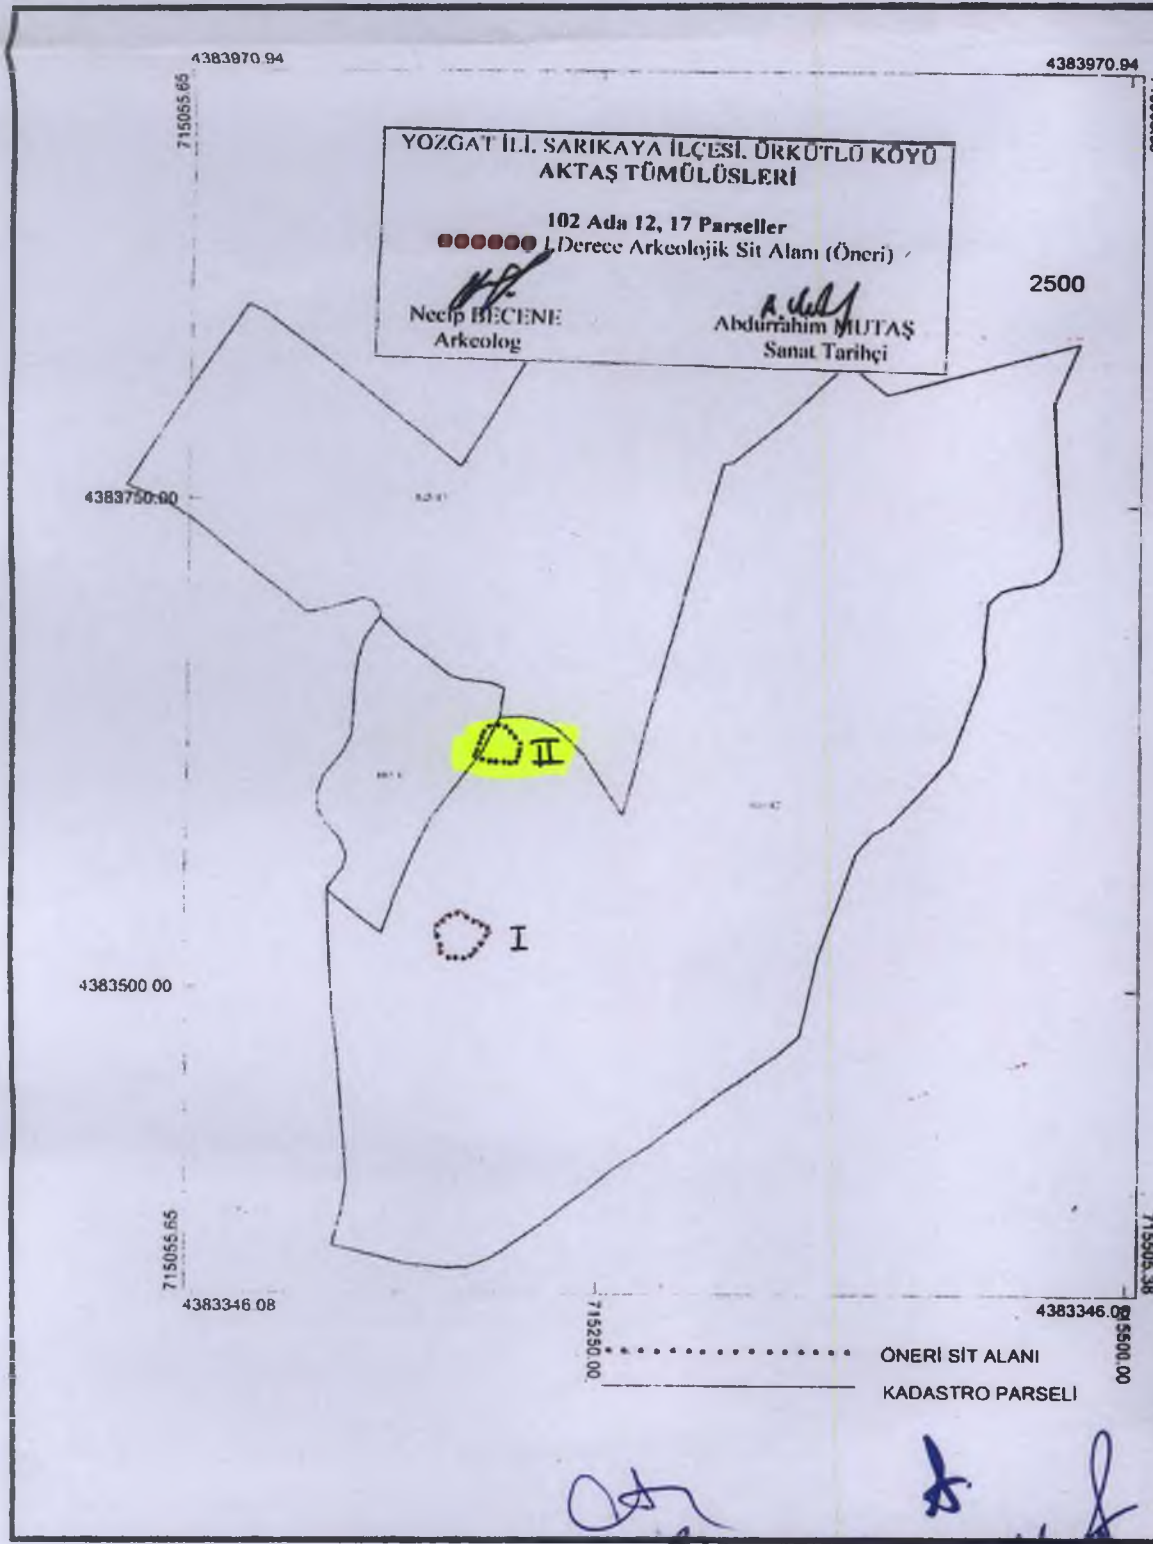 4383970.94
4383970.94
715055.65
YOZGAT İLİ. SARIKAYA İLÇESİ. ÜRKÜTLÜ KÖYÜ
AKTAŞ TÜMÜLÜSLERİ
102 Ada 12, 17 Parseller
I.Derece Arkeolojik Sit Alanı (Öneri)
2500
Necip BECENE
Arkeolog
Abdurrahim MUTAŞ
Sanat Tarihçi
4383750.00
II
I
4383500.00
715055.65
715505.38
4383346.08
4383346.08
715250.00
715500.00
ÖNERİ SİT ALANI
KADASTRO PARSELİ